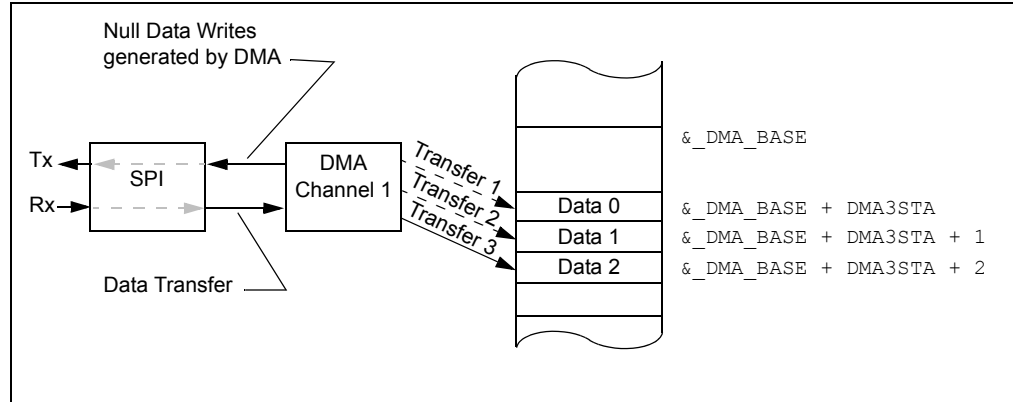 Null Data Writes
generated by DMA
&_DMA_BASE
Tx
SPI
DMA
Channel 1
Rx
Transfer 1
Transfer 2
Transfer 3
Data 0
&_DMA_BASE + DMA3STA
Data 1
&_DMA_BASE + DMA3STA + 1
Data 2
&_DMA_BASE + DMA3STA + 2
Data Transfer